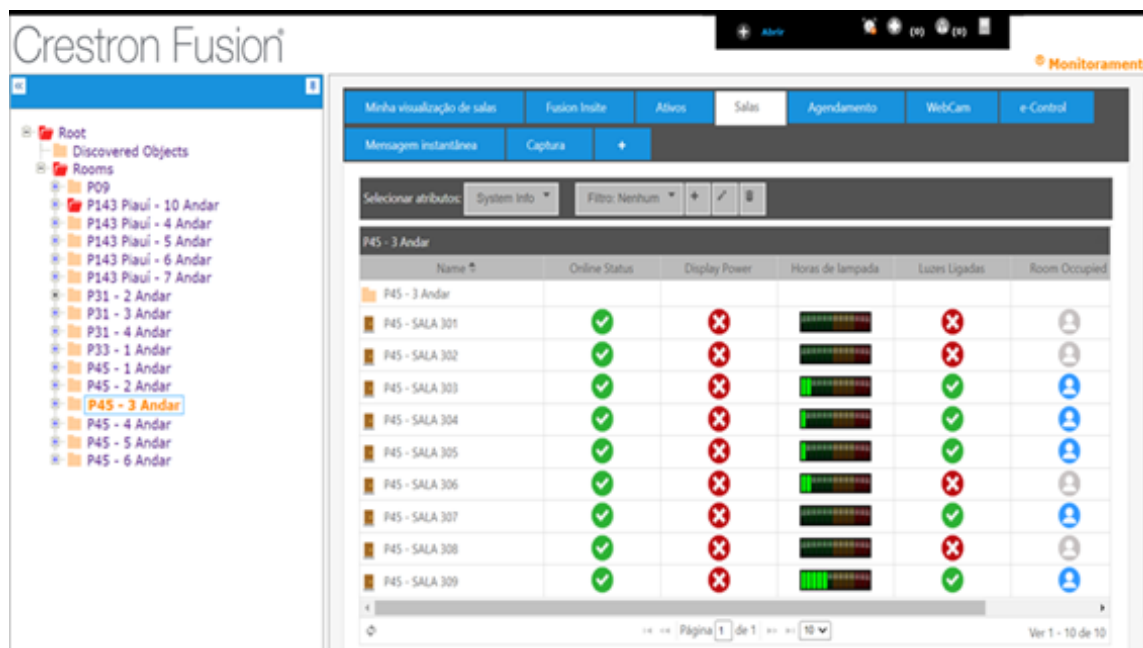 Crestron Fusion®
Abrir
(0)
(0)
Monitorament
Root
Discovered Objects
Rooms
P09
P143 Piauí - 10 Andar
P143 Piauí - 4 Andar
P143 Piauí - 5 Andar
P143 Piauí - 6 Andar
P143 Piauí - 7 Andar
P31 - 2 Andar
P31 - 3 Andar
P31 - 4 Andar
P33 - 1 Andar
P45 - 1 Andar
P45 - 2 Andar
P45 - 3 Andar
P45 - 4 Andar
P45 - 5 Andar
P45 - 6 Andar
Minha visualização de salas Fusion Insite Ativos Salas Agendamento WebCam e-Control
Mensagem instantânea Captura +
Selecionar atributos: System Info Filtro: Nenhum +
P45 - 3 Andar
Name Online Status Display Power Horas de lampada Luzes Ligadas Room Occupied
P45 - 3 Andar
P45 - SALA 301
P45 - SALA 302
P45 - SALA 303
P45 - SALA 304
P45 - SALA 305
P45 - SALA 306
P45 - SALA 307
P45 - SALA 308
P45 - SALA 309
Página 1 de 1 10 Ver 1 - 10 de 10